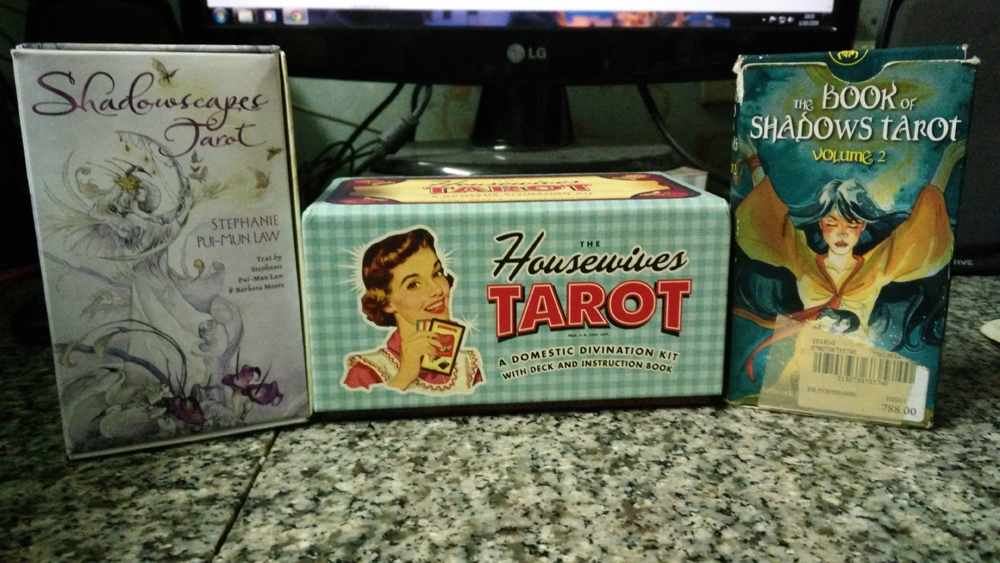 LG
Shadowscapes
Tarot
STEPHANIE
PUI-MUN LAW
Text by
Stephanie
Pui-Mun Law
& Barbara Moore
Housewives
TAROT
THE
Housewives
TAROT
A DOMESTIC DIVINATION KIT
WITH DECK AND INSTRUCTION BOOK
THE BOOK OF
SHADOWS TAROT
VOLUME 2
788.00